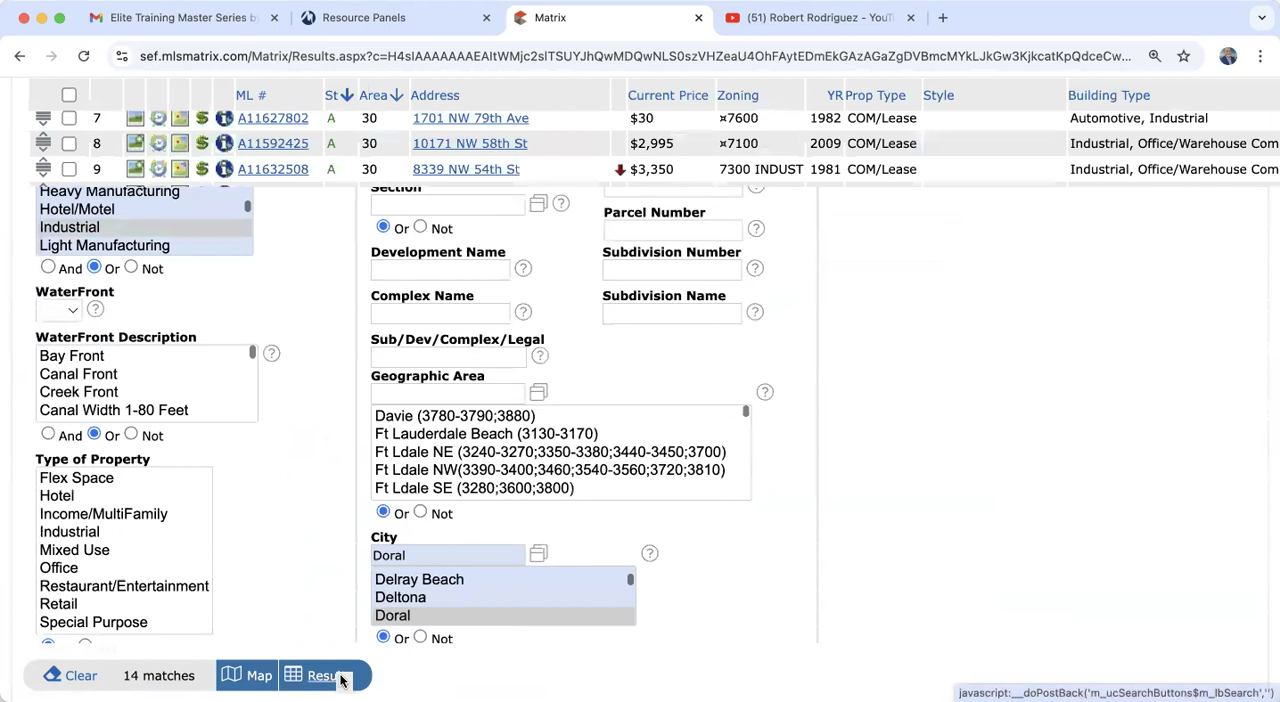 Elite Training Master Series by
Resource Panels
Matrix
(51) Robert Rodriguez - YouT
sef.mlsmatrix.com/Matrix/Results.aspx?c=H4sIAAAAAAAEAItWMjc2sITSUYJhQwMDQwNLS0szVHZeaU4OhFAytEDmEkGAzAGaZgDVBmcMYkLJkGw3KjkcatKpQdceCw...
ML # St Area Address Current Price Zoning YR Prop Type Style Building Type
7 A11627802 A 30 1701 NW 79th Ave $30 ¤7600 1982 COM/Lease Automotive, Industrial
8 A11592425 A 30 10171 NW 58th St $2,995 ¤7100 2009 COM/Lease Industrial, Office/Warehouse Com
9 A11632508 A 30 8339 NW 54th St $3,350 7300 INDUST 1981 COM/Lease Industrial, Office/Warehouse Com
Heavy Manufacturing
Hotel/Motel
Industrial
Light Manufacturing
And Or Not
WaterFront
WaterFront Description
Bay Front
Canal Front
Creek Front
Canal Width 1-80 Feet
And Or Not
Type of Property
Flex Space
Hotel
Income/MultiFamily
Industrial
Mixed Use
Office
Restaurant/Entertainment
Retail
Special Purpose
Section
Or Not
Development Name
Complex Name
Sub/Dev/Complex/Legal
Geographic Area
Davie (3780-3790;3880)
Ft Lauderdale Beach (3130-3170)
Ft Ldale NE (3240-3270;3350-3380;3440-3450;3700)
Ft Ldale NW(3390-3400;3460;3540-3560;3720;3810)
Ft Ldale SE (3280;3600;3800)
Or Not
City
Doral
Delray Beach
Deltona
Doral
Or Not
Parcel Number
Subdivision Number
Subdivision Name
Clear 14 matches Map Resu
javascript:__doPostBack('m_ucSearchButtons$m_lbSearch','')